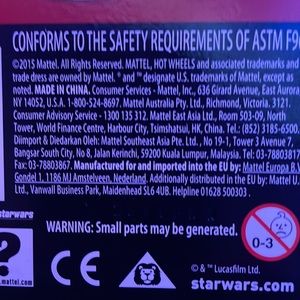 CONFORMS TO THE SAFETY REQUIREMENTS OF ASTM F96
©2015 Mattel. All Rights Reserved. MATTEL, HOT WHEELS and associated trademarks and
trade dress are owned by Mattel. ® and ™ designate U.S. trademarks of Mattel, except as
noted. MADE IN CHINA. Consumer Services - Mattel, Inc., 636 Girard Avenue, East Aurora,
NY 14052, U.S.A. 1-800-524-8697. Mattel Australia Pty. Ltd., Richmond, Victoria. 3121.
Consumer Advisory Service - 1300 135 312. Mattel East Asia Ltd., Room 503-09, North
Tower, World Finance Centre, Harbour City, Tsimshatsui, HK, China. Tel.: (852) 3185-6500.
Diimport & Diedarkan Oleh: Mattel Southeast Asia Pte. Ltd., No 19-1, Tower 3 Avenue 7,
Bangsar South City, No 8, Jalan Kerinchi, 59200 Kuala Lumpur, Malaysia. Tel: 03-78803817
Fax: 03-78803867. Manufactured for and imported into the EU by: Mattel Europa B.V.
Gondel 1, 1186 MJ Amstelveen, Nederland. Additionally distributed in the EU by: Mattel U
Ltd., Vanwall Business Park, Maidenhead SL6 4UB. Helpline 01628 500303
starwars
WARNING: Small parts may be generated.
0-3
?
CE
.mattel.com
© & ™ Lucasfilm Ltd.
starwars.com